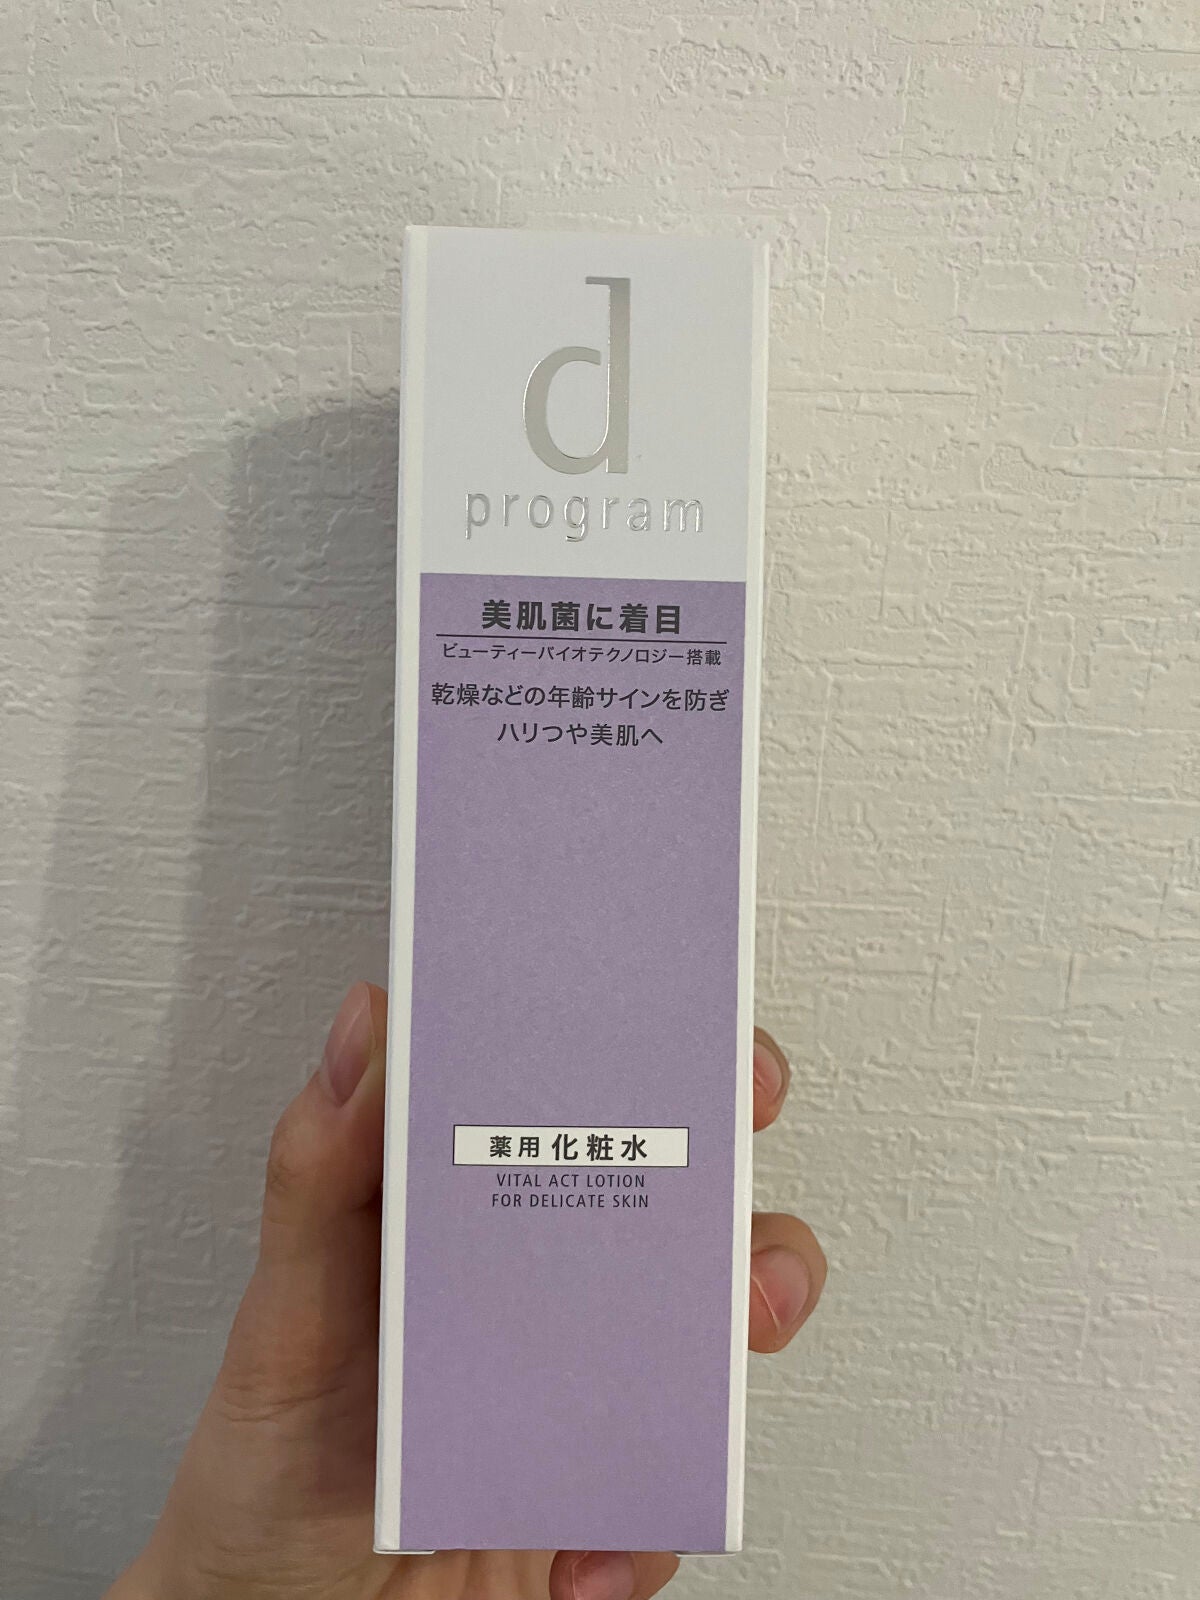 d
program
美肌菌に着目
ビューティーバイオテクノロジー搭載
乾燥などの年齢サインを防ぎ
ハリつや美肌へ
薬用 化粧水
VITAL ACT LOTION
FOR DELICATE SKIN